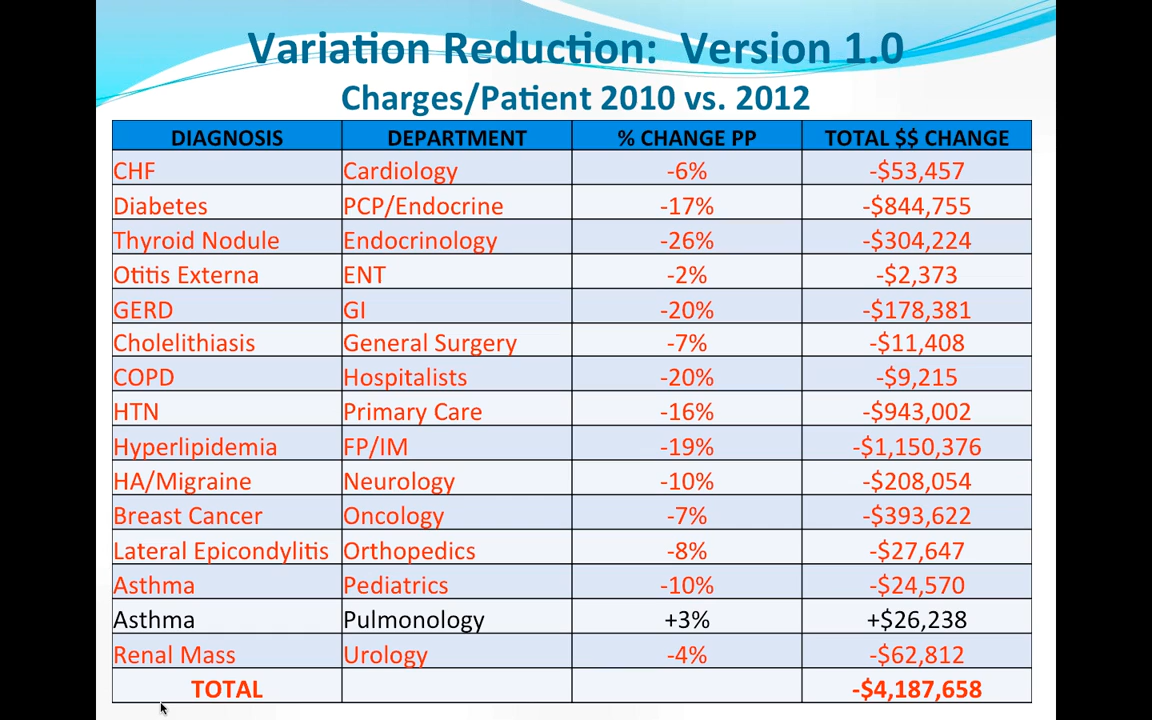 Variation Reduction: Version 1.0
Charges/Patient 2010 vs. 2012
DIAGNOSIS DEPARTMENT % CHANGE PP TOTAL $$ CHANGE
CHF Cardiology -6% -$53,457
Diabetes PCP/Endocrine -17% -$844,755
Thyroid Nodule Endocrinology -26% -$304,224
Otitis Externa ENT -2% -$2,373
GERD GI -20% -$178,381
Cholelithiasis General Surgery -7% -$11,408
COPD Hospitalists -20% -$9,215
HTN Primary Care -16% -$943,002
Hyperlipidemia FP/IM -19% -$1,150,376
HA/Migraine Neurology -10% -$208,054
Breast Cancer Oncology -7% -$393,622
Lateral Epicondylitis Orthopedics -8% -$27,647
Asthma Pediatrics -10% -$24,570
Asthma Pulmonology +3% +$26,238
Renal Mass Urology -4% -$62,812
TOTAL -$4,187,658